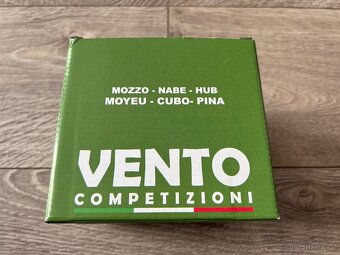 MOZZO - NABE - HUB
MOYEU - CUBO- PINA
VENTO
COMPETIZIONI